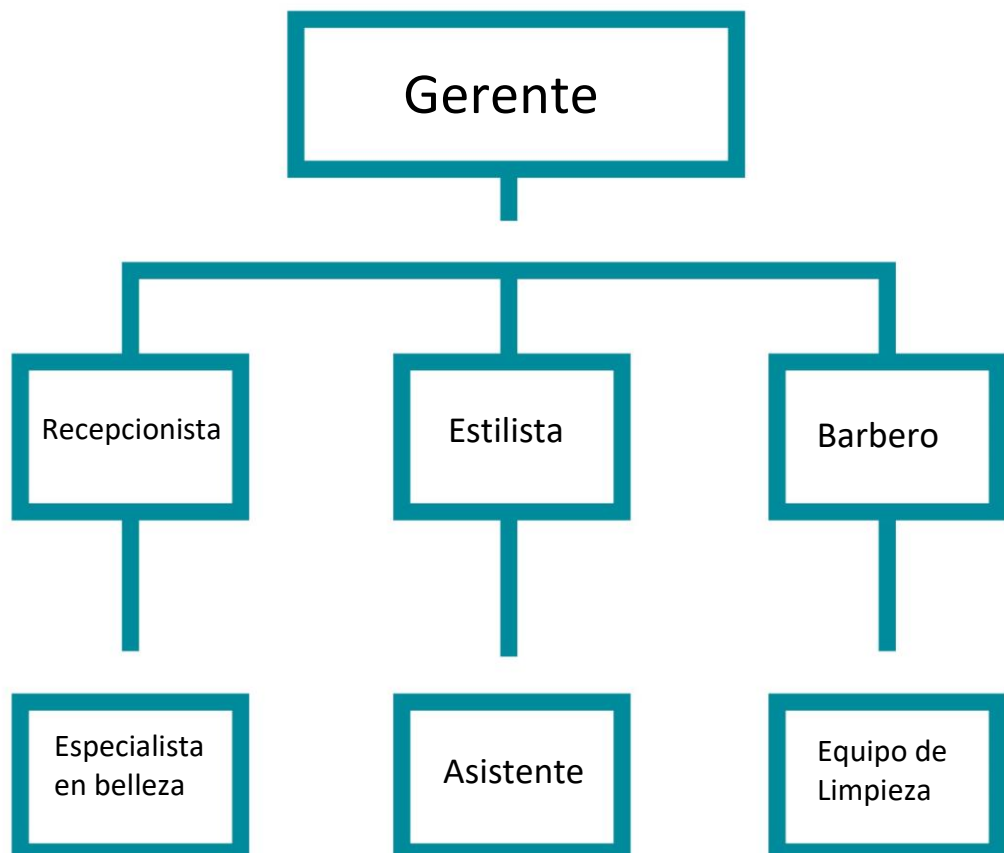 Gerente
Recepcionista
Estilista
Barbero
Especialista
en belleza
Asistente
Equipo de
Limpieza